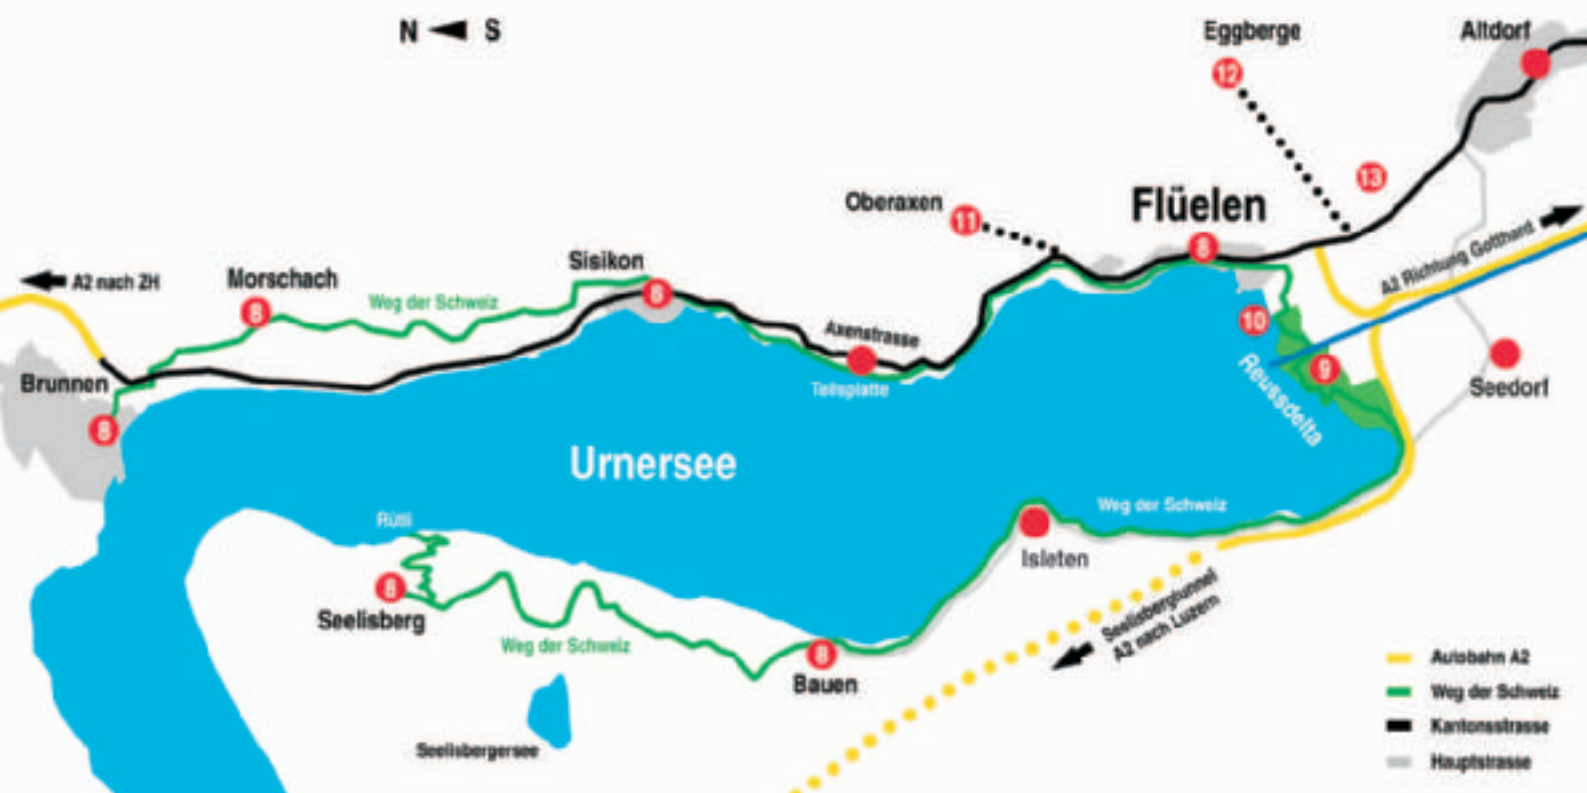 N S
Eggberge
Altdorf
12
13
Oberaxen
11
Flüelen
8
A2 Richtung Gotthard
Sisikon
8
A2 nach ZH
Morschach
8
Weg der Schweiz
Axenstrasse
Tellsplatte
10
9
Reussdelta
Seedorf
Brunnen
8
Urnersee
Weg der Schweiz
Rütli
Isleten
8
Seelisberg
Weg der Schweiz
8
Bauen
Seelisbergtunnel
A2 nach Luzern
Seelisbergersee
Autobahn A2
Weg der Schweiz
Kantonsstrasse
Hauptstrasse